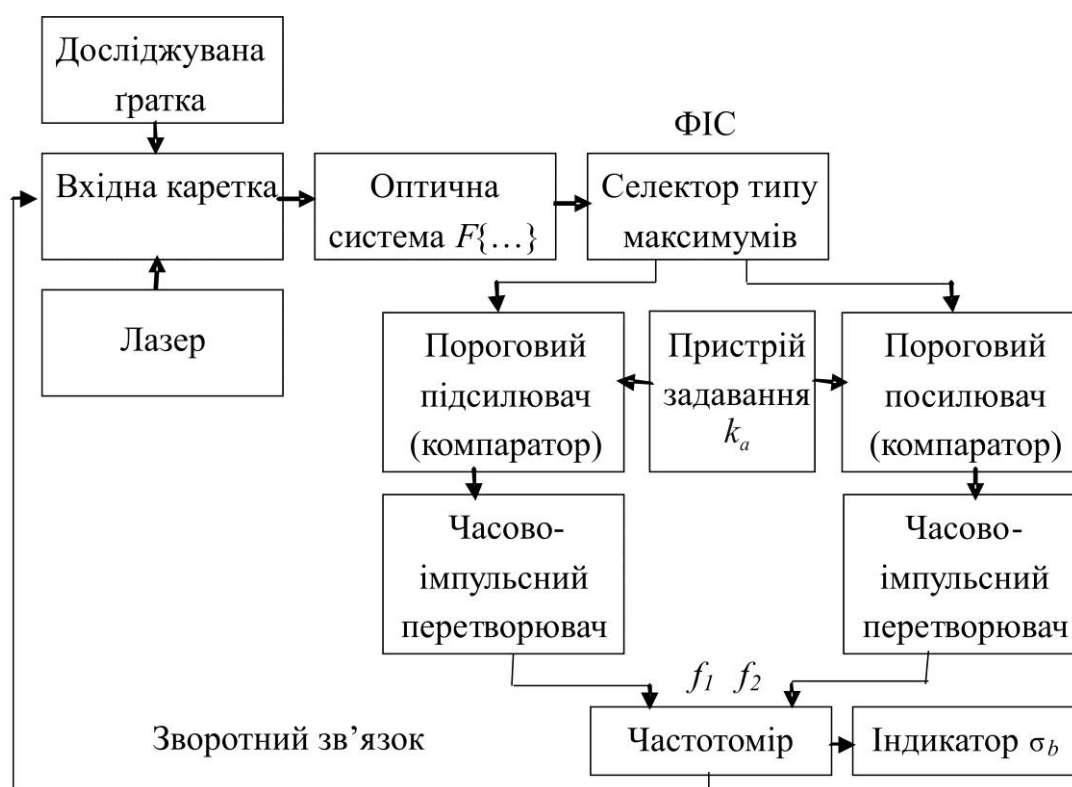 Досліджувана
ґратка
ФІС
Вхідна каретка
Оптична
система F{…}
Селектор типу
максимумів
Лазер
Пороговий
підсилювач
(компаратор)
Пристрій
задавання
kₐ
Пороговий
посилювач
(компаратор)
Часово-
імпульсний
перетворювач
Часово-
імпульсний
перетворювач
f₁ f₂
Зворотний зв’язок
Частотомір
Індикатор σb